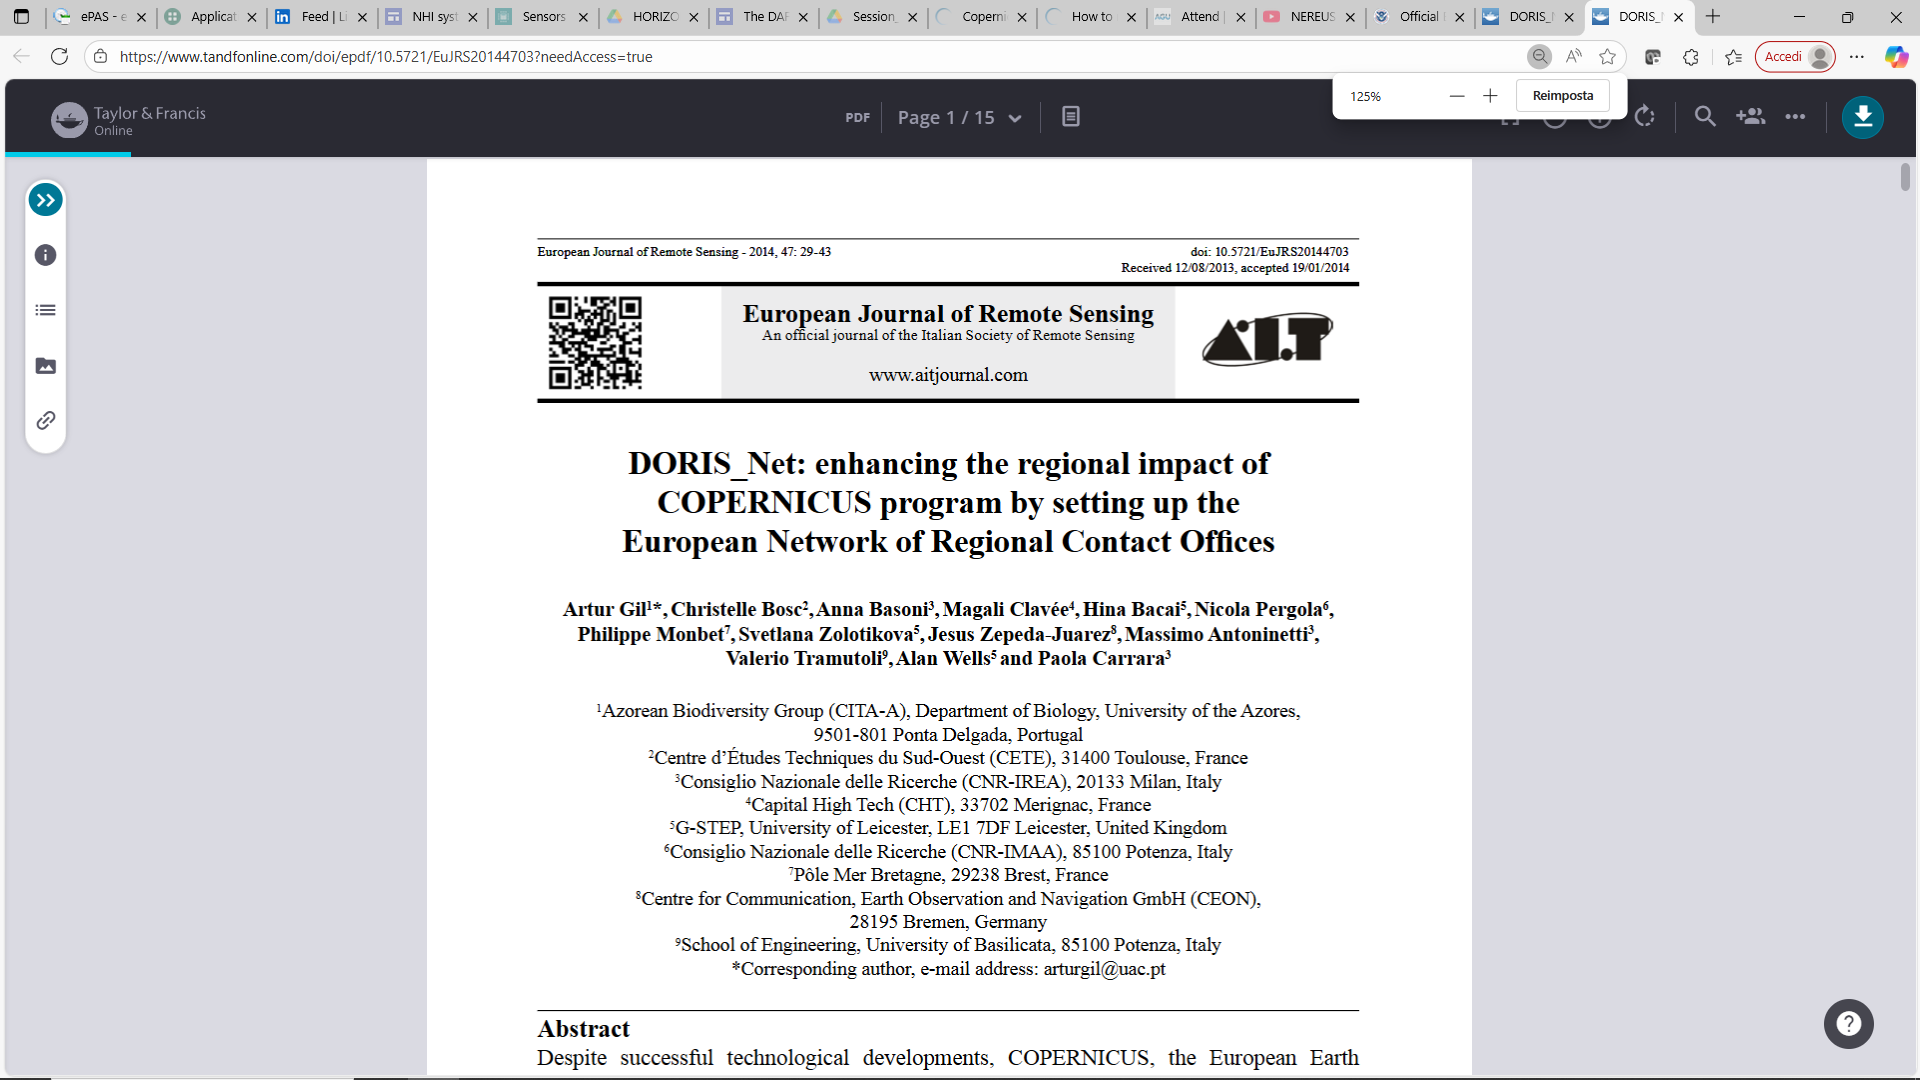 ePAS - e
Applicat
Feed | Li
NHI syst
Sensors
HORIZO
The DAR
Session_
Coperni
How to
Attend |
NEREUS
Official
DORIS_N
DORIS_N
https://www.tandfonline.com/doi/epdf/10.5721/EuJRS20144703?needAccess=true
Accedi
125%
Reimposta
Taylor & Francis
Online
PDF
Page 1 / 15
European Journal of Remote Sensing - 2014, 47: 29-43
doi: 10.5721/EuJRS20144703
Received 12/08/2013, accepted 19/01/2014
European Journal of Remote Sensing
An official journal of the Italian Society of Remote Sensing
www.aitjournal.com
AI.T
DORIS_Net: enhancing the regional impact of
COPERNICUS program by setting up the
European Network of Regional Contact Offices
Artur Gil¹*, Christelle Bosc², Anna Basoni³, Magali Clavée⁴, Hina Bacai⁵, Nicola Pergola⁶,
Philippe Monbet⁷, Svetlana Zolotikova⁵, Jesus Zepeda-Juarez⁸, Massimo Antoninetti³,
Valerio Tramutoli⁹, Alan Wells⁵ and Paola Carrara³
¹Azorean Biodiversity Group (CITA-A), Department of Biology, University of the Azores,
9501-801 Ponta Delgada, Portugal
²Centre d’Études Techniques du Sud-Ouest (CETE), 31400 Toulouse, France
³Consiglio Nazionale delle Ricerche (CNR-IREA), 20133 Milan, Italy
⁴Capital High Tech (CHT), 33702 Merignac, France
⁵G-STEP, University of Leicester, LE1 7DF Leicester, United Kingdom
⁶Consiglio Nazionale delle Ricerche (CNR-IMAA), 85100 Potenza, Italy
⁷Pôle Mer Bretagne, 29238 Brest, France
⁸Centre for Communication, Earth Observation and Navigation GmbH (CEON),
28195 Bremen, Germany
⁹School of Engineering, University of Basilicata, 85100 Potenza, Italy
*Corresponding author, e-mail address: arturgil@uac.pt
Abstract
Despite successful technological developments, COPERNICUS, the European Earth